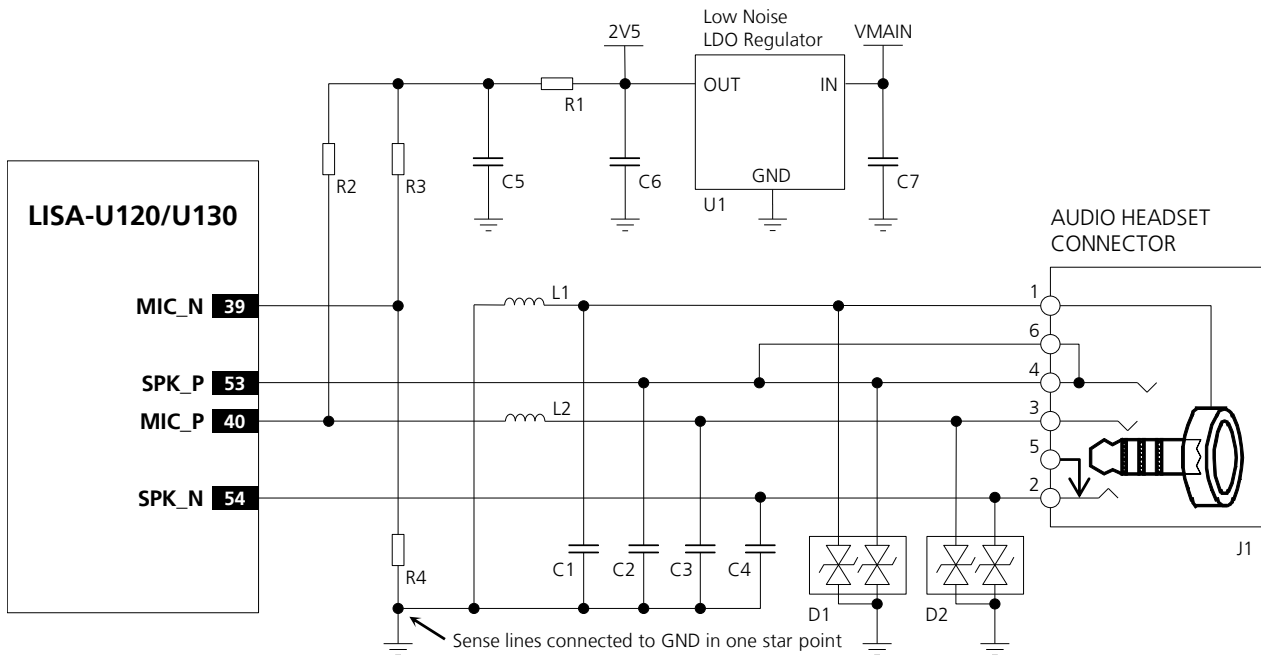 Low Noise
LDO Regulator
2V5
VMAIN
OUT
IN
GND
U1
R1
R2
R3
C5
C6
C7
LISA-U120/U130
AUDIO HEADSET
CONNECTOR
MIC_N 39
L1
1
6
SPK_P 53
4
MIC_P 40
L2
3
5
SPK_N 54
2
J1
R4
C1
C2
C3
C4
D1
D2
Sense lines connected to GND in one star point